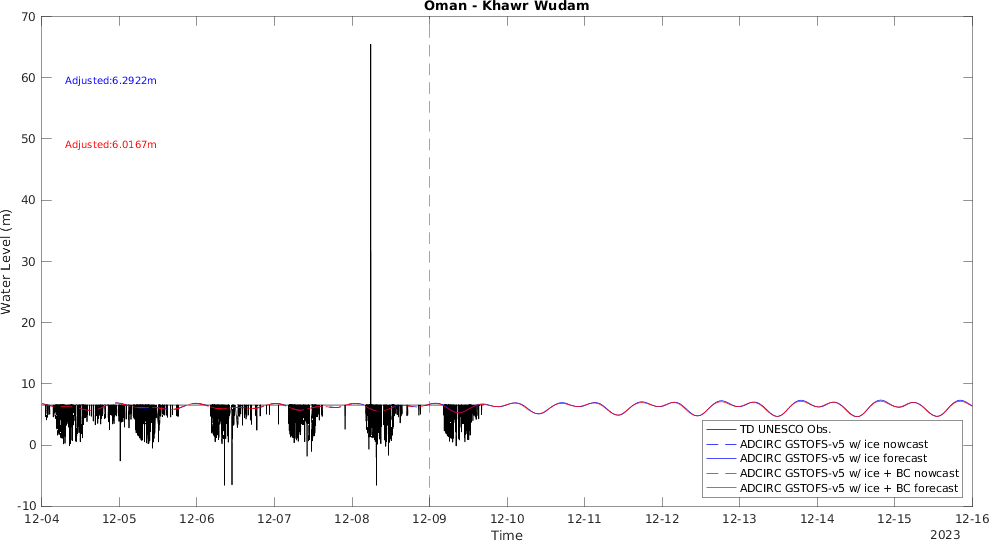 Oman - Khawr Wudam
70
60
50
40
30
20
10
0
-10
Water Level (m)
Adjusted:6.2922m
Adjusted:6.0167m
TD UNESCO Obs.
ADCIRC GSTOFS-v5 w/ ice nowcast
ADCIRC GSTOFS-v5 w/ ice forecast
ADCIRC GSTOFS-v5 w/ ice + BC nowcast
ADCIRC GSTOFS-v5 w/ ice + BC forecast
12-04 12-05 12-06 12-07 12-08 12-09 12-10 12-11 12-12 12-13 12-14 12-15 12-16
Time
2023